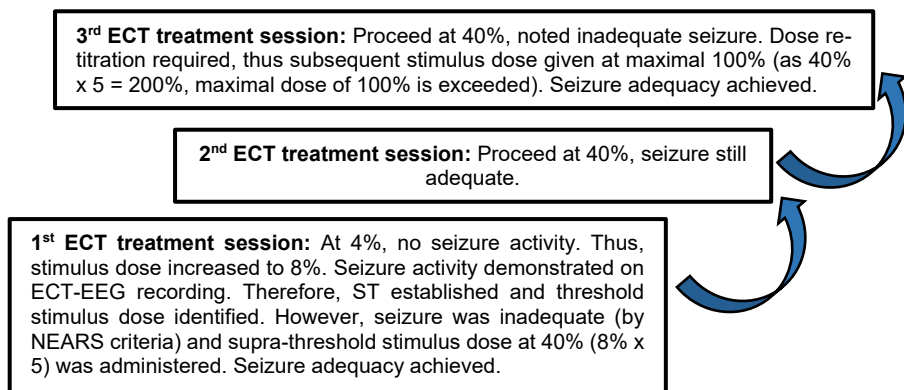 3rd ECT treatment session: Proceed at 40%, noted inadequate seizure. Dose re-
titration required, thus subsequent stimulus dose given at maximal 100% (as 40%
x 5 = 200%, maximal dose of 100% is exceeded). Seizure adequacy achieved.
2nd ECT treatment session: Proceed at 40%, seizure still
adequate.
1st ECT treatment session: At 4%, no seizure activity. Thus,
stimulus dose increased to 8%. Seizure activity demonstrated on
ECT-EEG recording. Therefore, ST established and threshold
stimulus dose identified. However, seizure was inadequate (by
NEARS criteria) and supra-threshold stimulus dose at 40% (8% x
5) was administered. Seizure adequacy achieved.